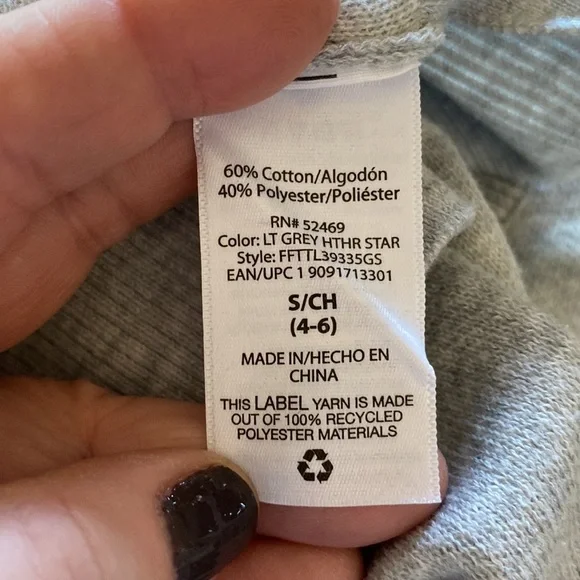 60% Cotton/Algodón
40% Polyester/Poliéster
RN# 52469
Color: LT GREY HTHR STAR
Style: FFTTL39335GS
EAN/UPC 1 9091713301
S/CH
(4-6)
MADE IN/HECHO EN
CHINA
THIS LABEL YARN IS MADE
OUT OF 100% RECYCLED
POLYESTER MATERIALS